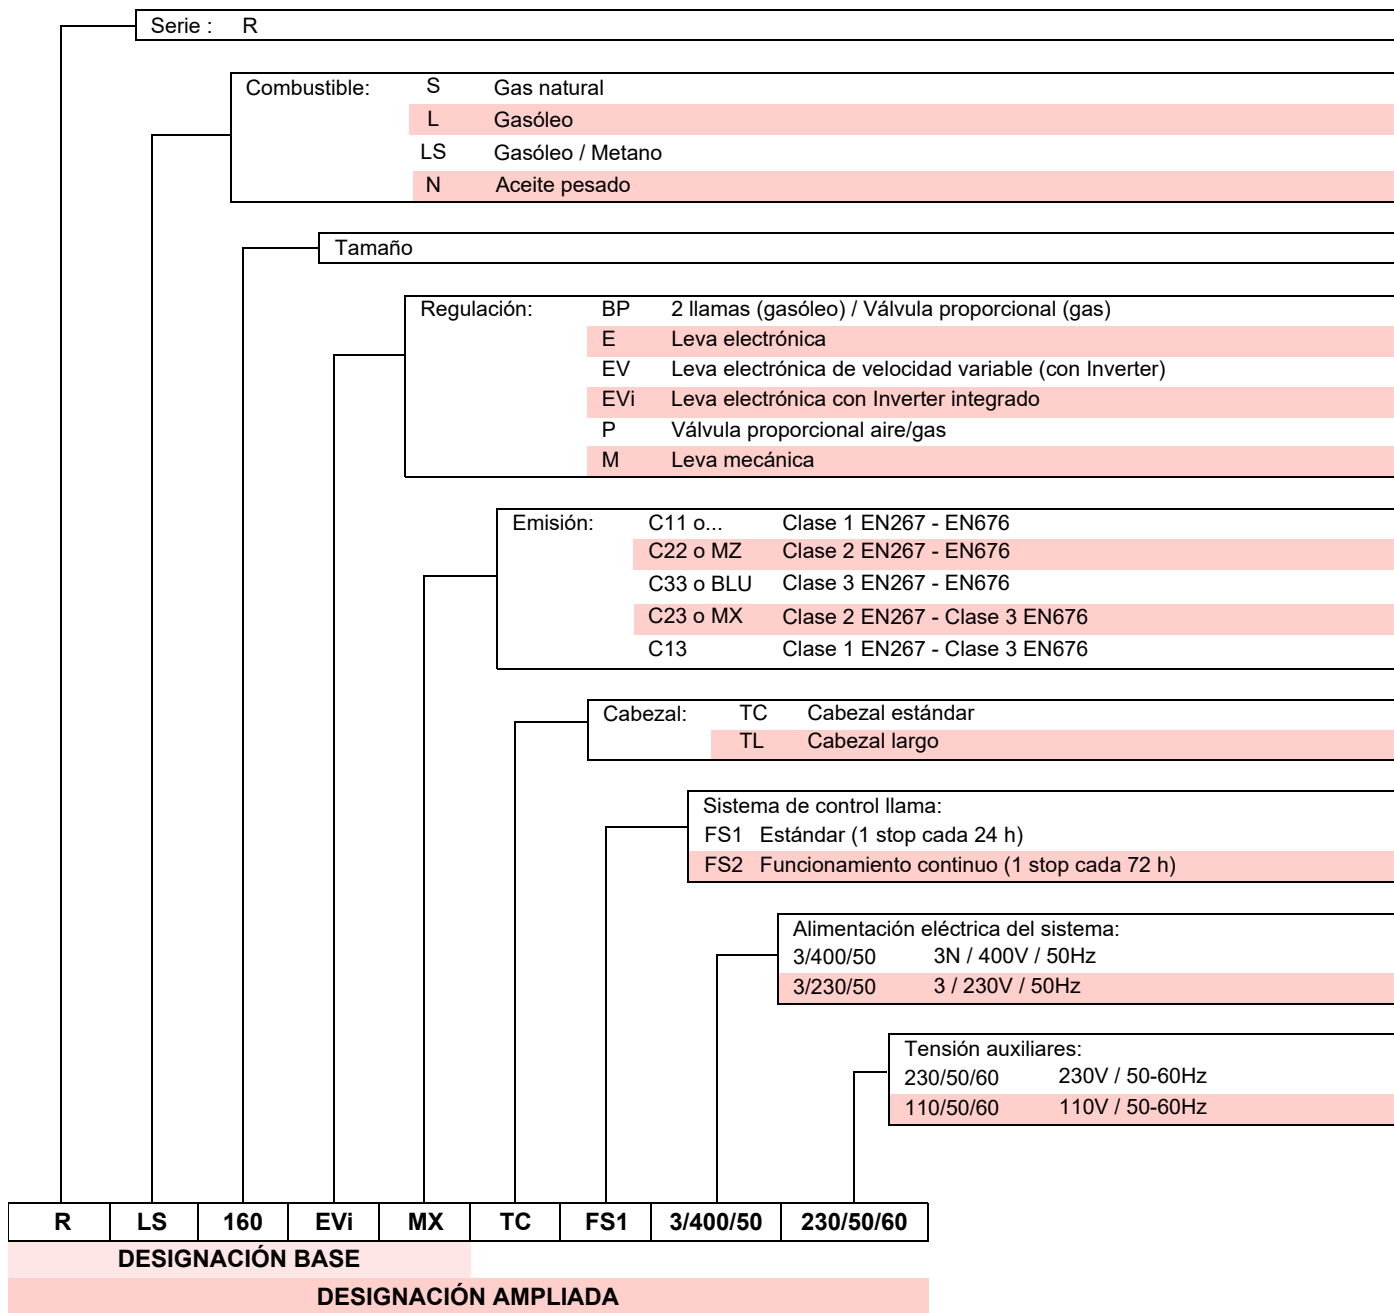 Serie : R
Combustible: S Gas natural
L Gasóleo
LS Gasóleo / Metano
N Aceite pesado
Tamaño
Regulación: BP 2 llamas (gasóleo) / Válvula proporcional (gas)
E Leva electrónica
EV Leva electrónica de velocidad variable (con Inverter)
EVi Leva electrónica con Inverter integrado
P Válvula proporcional aire/gas
M Leva mecánica
Emisión: C11 o... Clase 1 EN267 - EN676
C22 o MZ Clase 2 EN267 - EN676
C33 o BLU Clase 3 EN267 - EN676
C23 o MX Clase 2 EN267 - Clase 3 EN676
C13 Clase 1 EN267 - Clase 3 EN676
Cabezal: TC Cabezal estándar
TL Cabezal largo
Sistema de control llama:
FS1 Estándar (1 stop cada 24 h)
FS2 Funcionamiento continuo (1 stop cada 72 h)
Alimentación eléctrica del sistema:
3/400/50 3N / 400V / 50Hz
3/230/50 3 / 230V / 50Hz
Tensión auxiliares:
230/50/60 230V / 50-60Hz
110/50/60 110V / 50-60Hz
R LS 160 EVi MX TC FS1 3/400/50 230/50/60
DESIGNACIÓN BASE
DESIGNACIÓN AMPLIADA